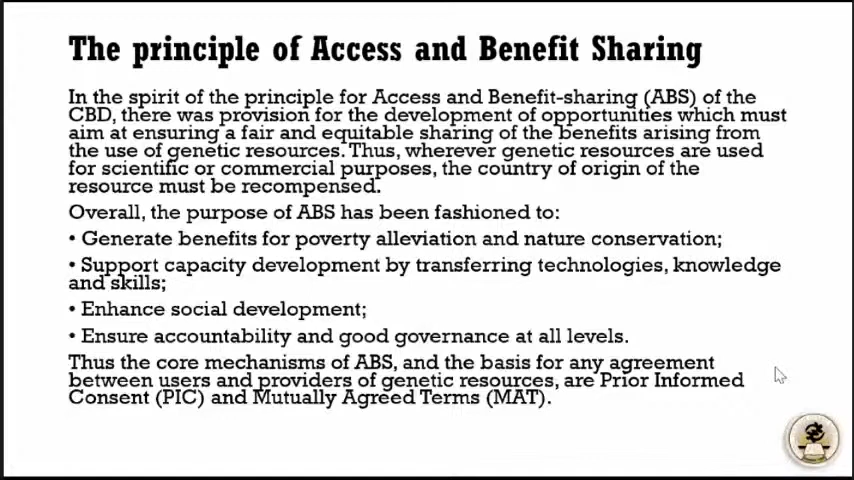 The principle of Access and Benefit Sharing
In the spirit of the principle for Access and Benefit-sharing (ABS) of the
CBD, there was provision for the development of opportunities which must
aim at ensuring a fair and equitable sharing of the benefits arising from
the use of genetic resources. Thus, wherever genetic resources are used
for scientific or commercial purposes, the country of origin of the
resource must be recompensed.
Overall, the purpose of ABS has been fashioned to:
• Generate benefits for poverty alleviation and nature conservation;
• Support capacity development by transferring technologies, knowledge
and skills;
• Enhance social development;
• Ensure accountability and good governance at all levels.
Thus the core mechanisms of ABS, and the basis for any agreement
between users and providers of genetic resources, are Prior Informed
Consent (PIC) and Mutually Agreed Terms (MAT).